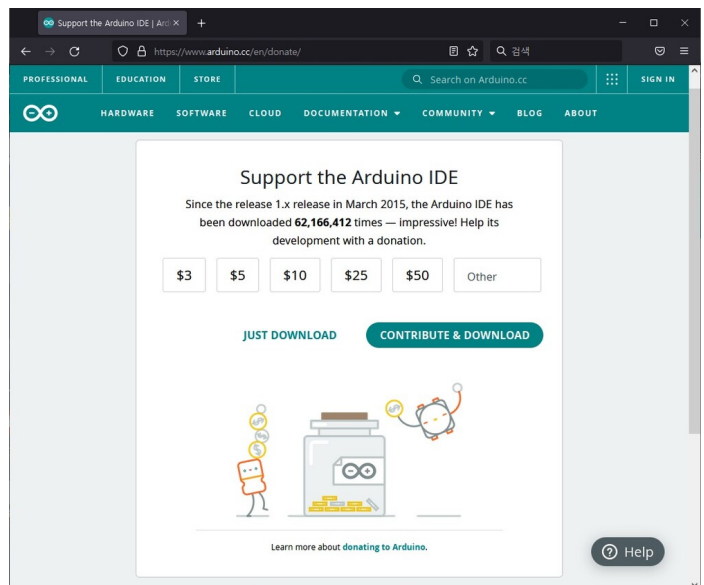 Support the Arduino IDE | Ard
https://www.arduino.cc/en/donate/
검색
PROFESSIONAL EDUCATION STORE
Search on Arduino.cc
SIGN IN
HARDWARE SOFTWARE CLOUD DOCUMENTATION COMMUNITY BLOG ABOUT
Support the Arduino IDE
Since the release 1.x release in March 2015, the Arduino IDE has
been downloaded 62,166,412 times — impressive! Help its
development with a donation.
$3 $5 $10 $25 $50 Other
JUST DOWNLOAD CONTRIBUTE & DOWNLOAD
Learn more about donating to Arduino.
Help